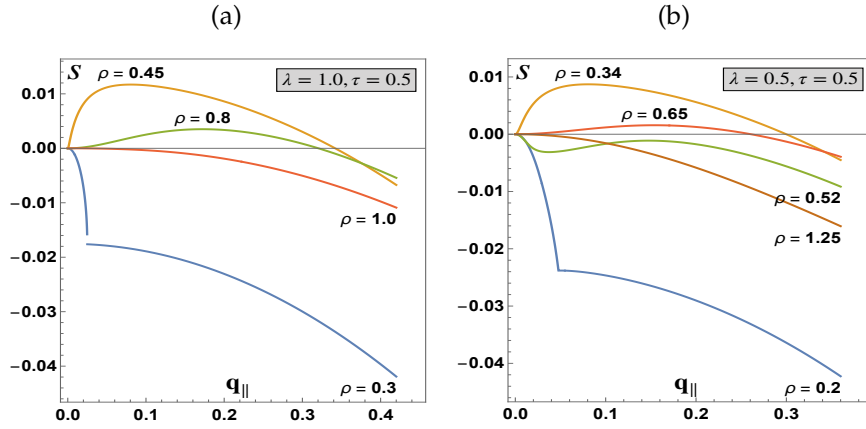 (a)
S
ρ = 0.45
λ = 1.0, τ = 0.5
0.01
ρ = 0.8
0.00
−0.01
ρ = 1.0
−0.02
−0.03
−0.04
q∥
ρ = 0.3
0.0 0.1 0.2 0.3 0.4
(b)
S
ρ = 0.34
λ = 0.5, τ = 0.5
0.01
ρ = 0.65
0.00
−0.01
ρ = 0.52
ρ = 1.25
−0.02
−0.03
−0.04
q∥
ρ = 0.2
0.0 0.1 0.2 0.3